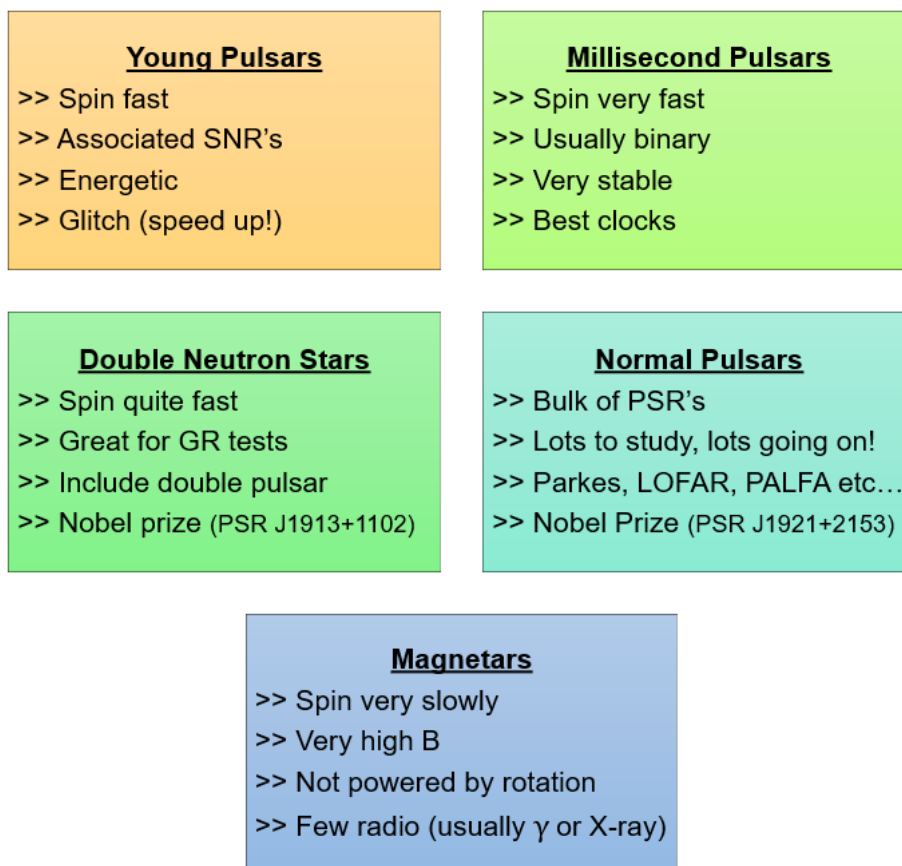 Young Pulsars
>> Spin fast
>> Associated SNR's
>> Energetic
>> Glitch (speed up!)
Millisecond Pulsars
>> Spin very fast
>> Usually binary
>> Very stable
>> Best clocks
Double Neutron Stars
>> Spin quite fast
>> Great for GR tests
>> Include double pulsar
>> Nobel prize (PSR J1913+1102)
Normal Pulsars
>> Bulk of PSR's
>> Lots to study, lots going on!
>> Parkes, LOFAR, PALFA etc…
>> Nobel Prize (PSR J1921+2153)
Magnetars
>> Spin very slowly
>> Very high B
>> Not powered by rotation
>> Few radio (usually γ or X-ray)